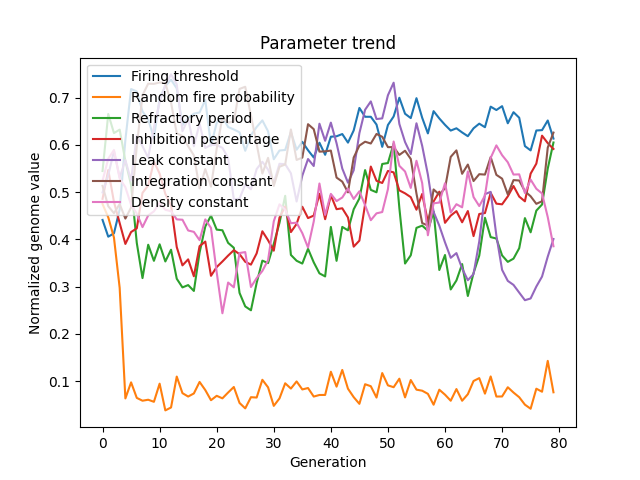 Parameter trend
Firing threshold
Random fire probability
Refractory period
Inhibition percentage
Leak constant
Integration constant
Density constant
Normalized genome value
0.7
0.6
0.5
0.4
0.3
0.2
0.1
0 10 20 30 40 50 60 70 80
Generation